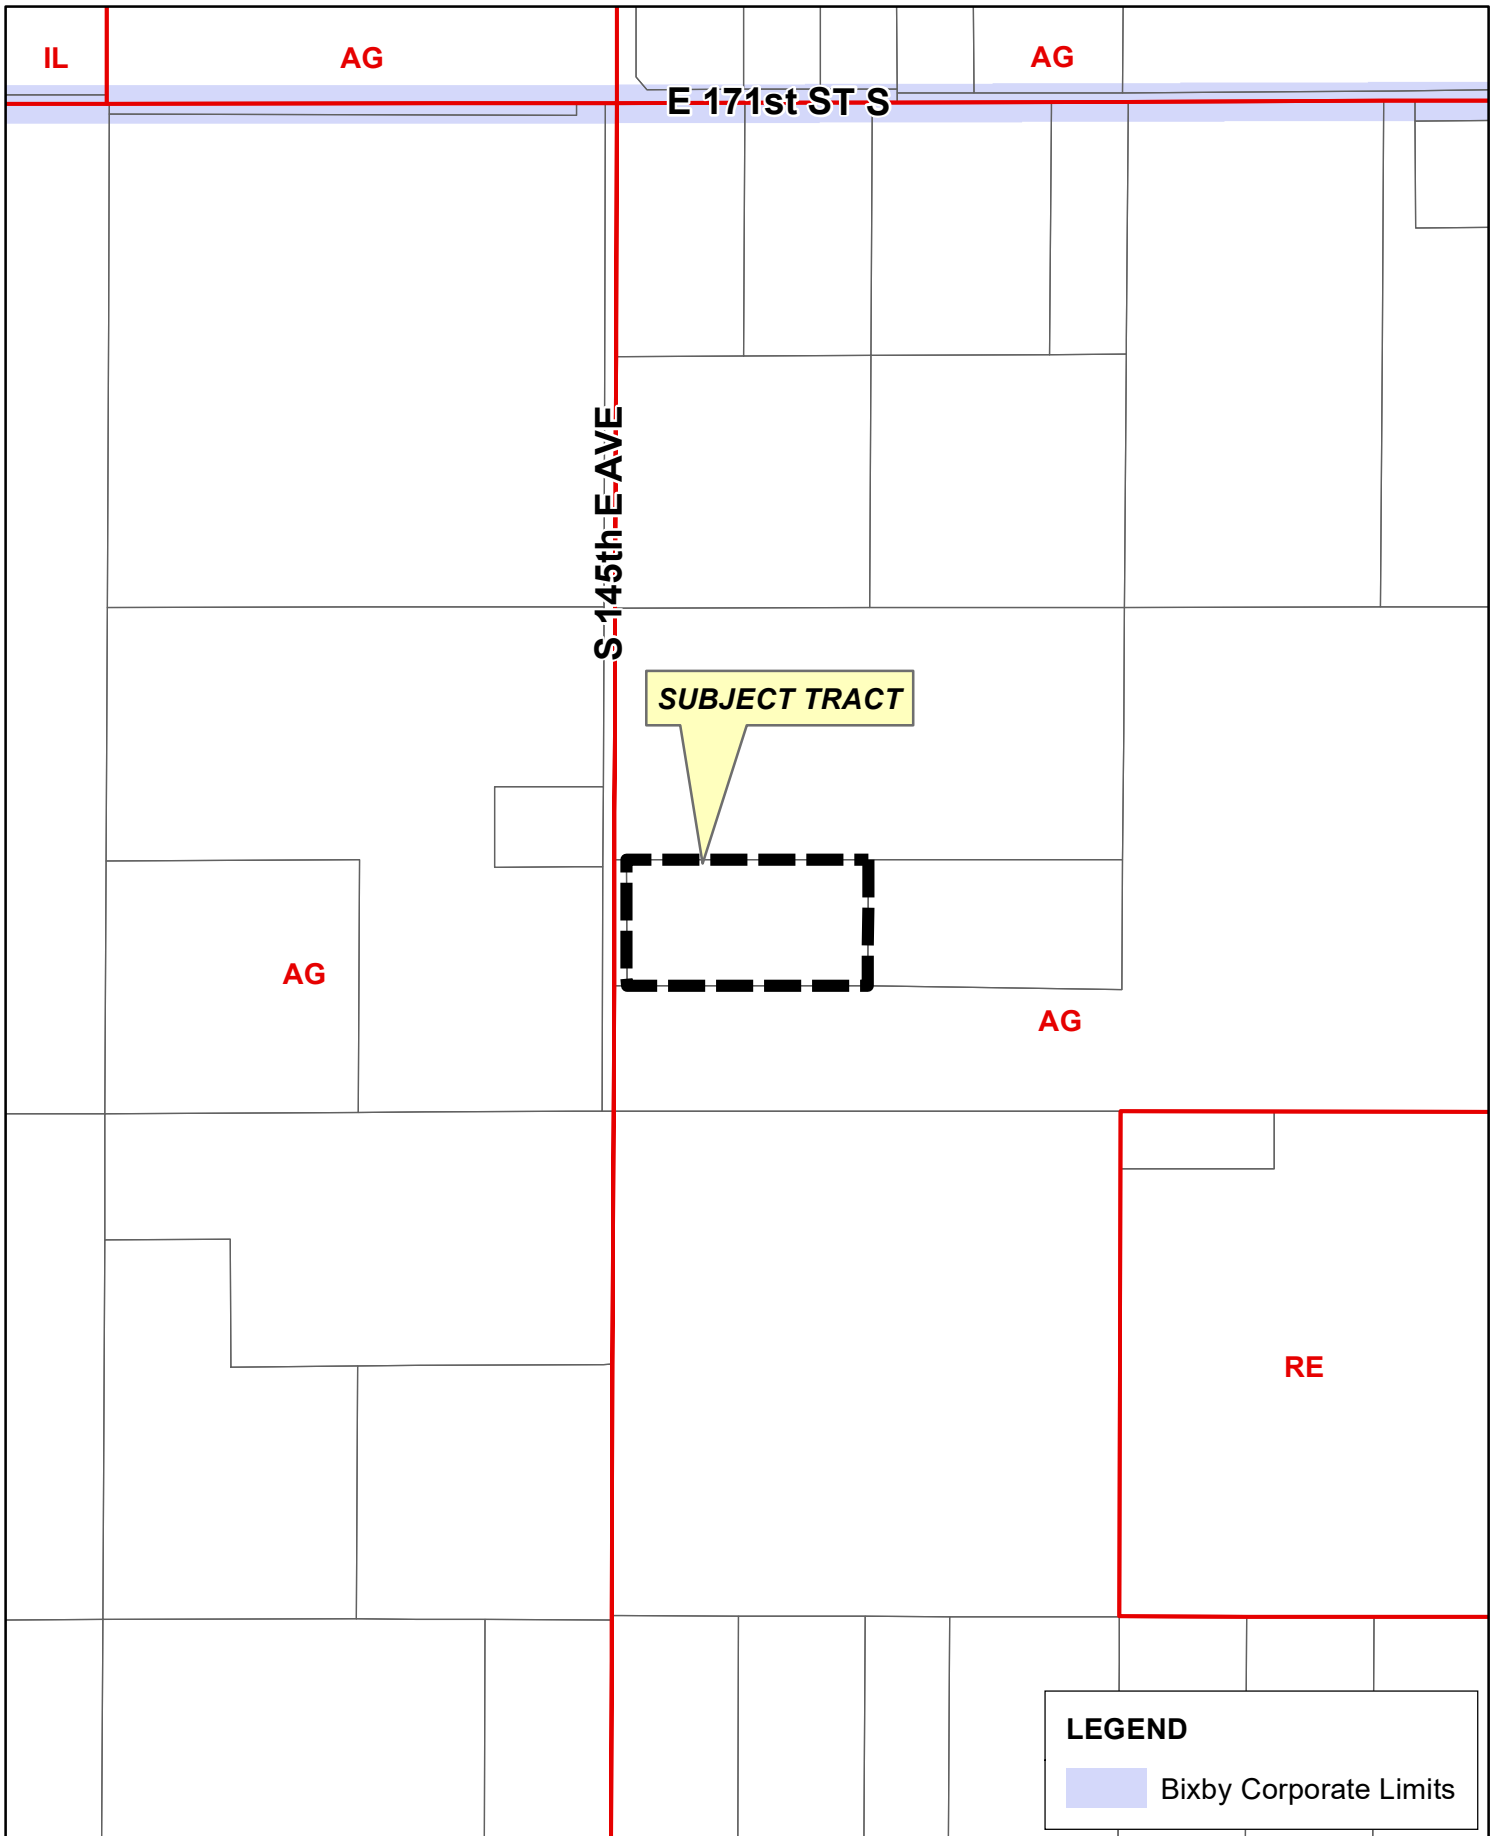 IL
AG
AG
E 171st ST S
S 145th E AVE
SUBJECT TRACT
AG
AG
RE
LEGEND
Bixby Corporate Limits